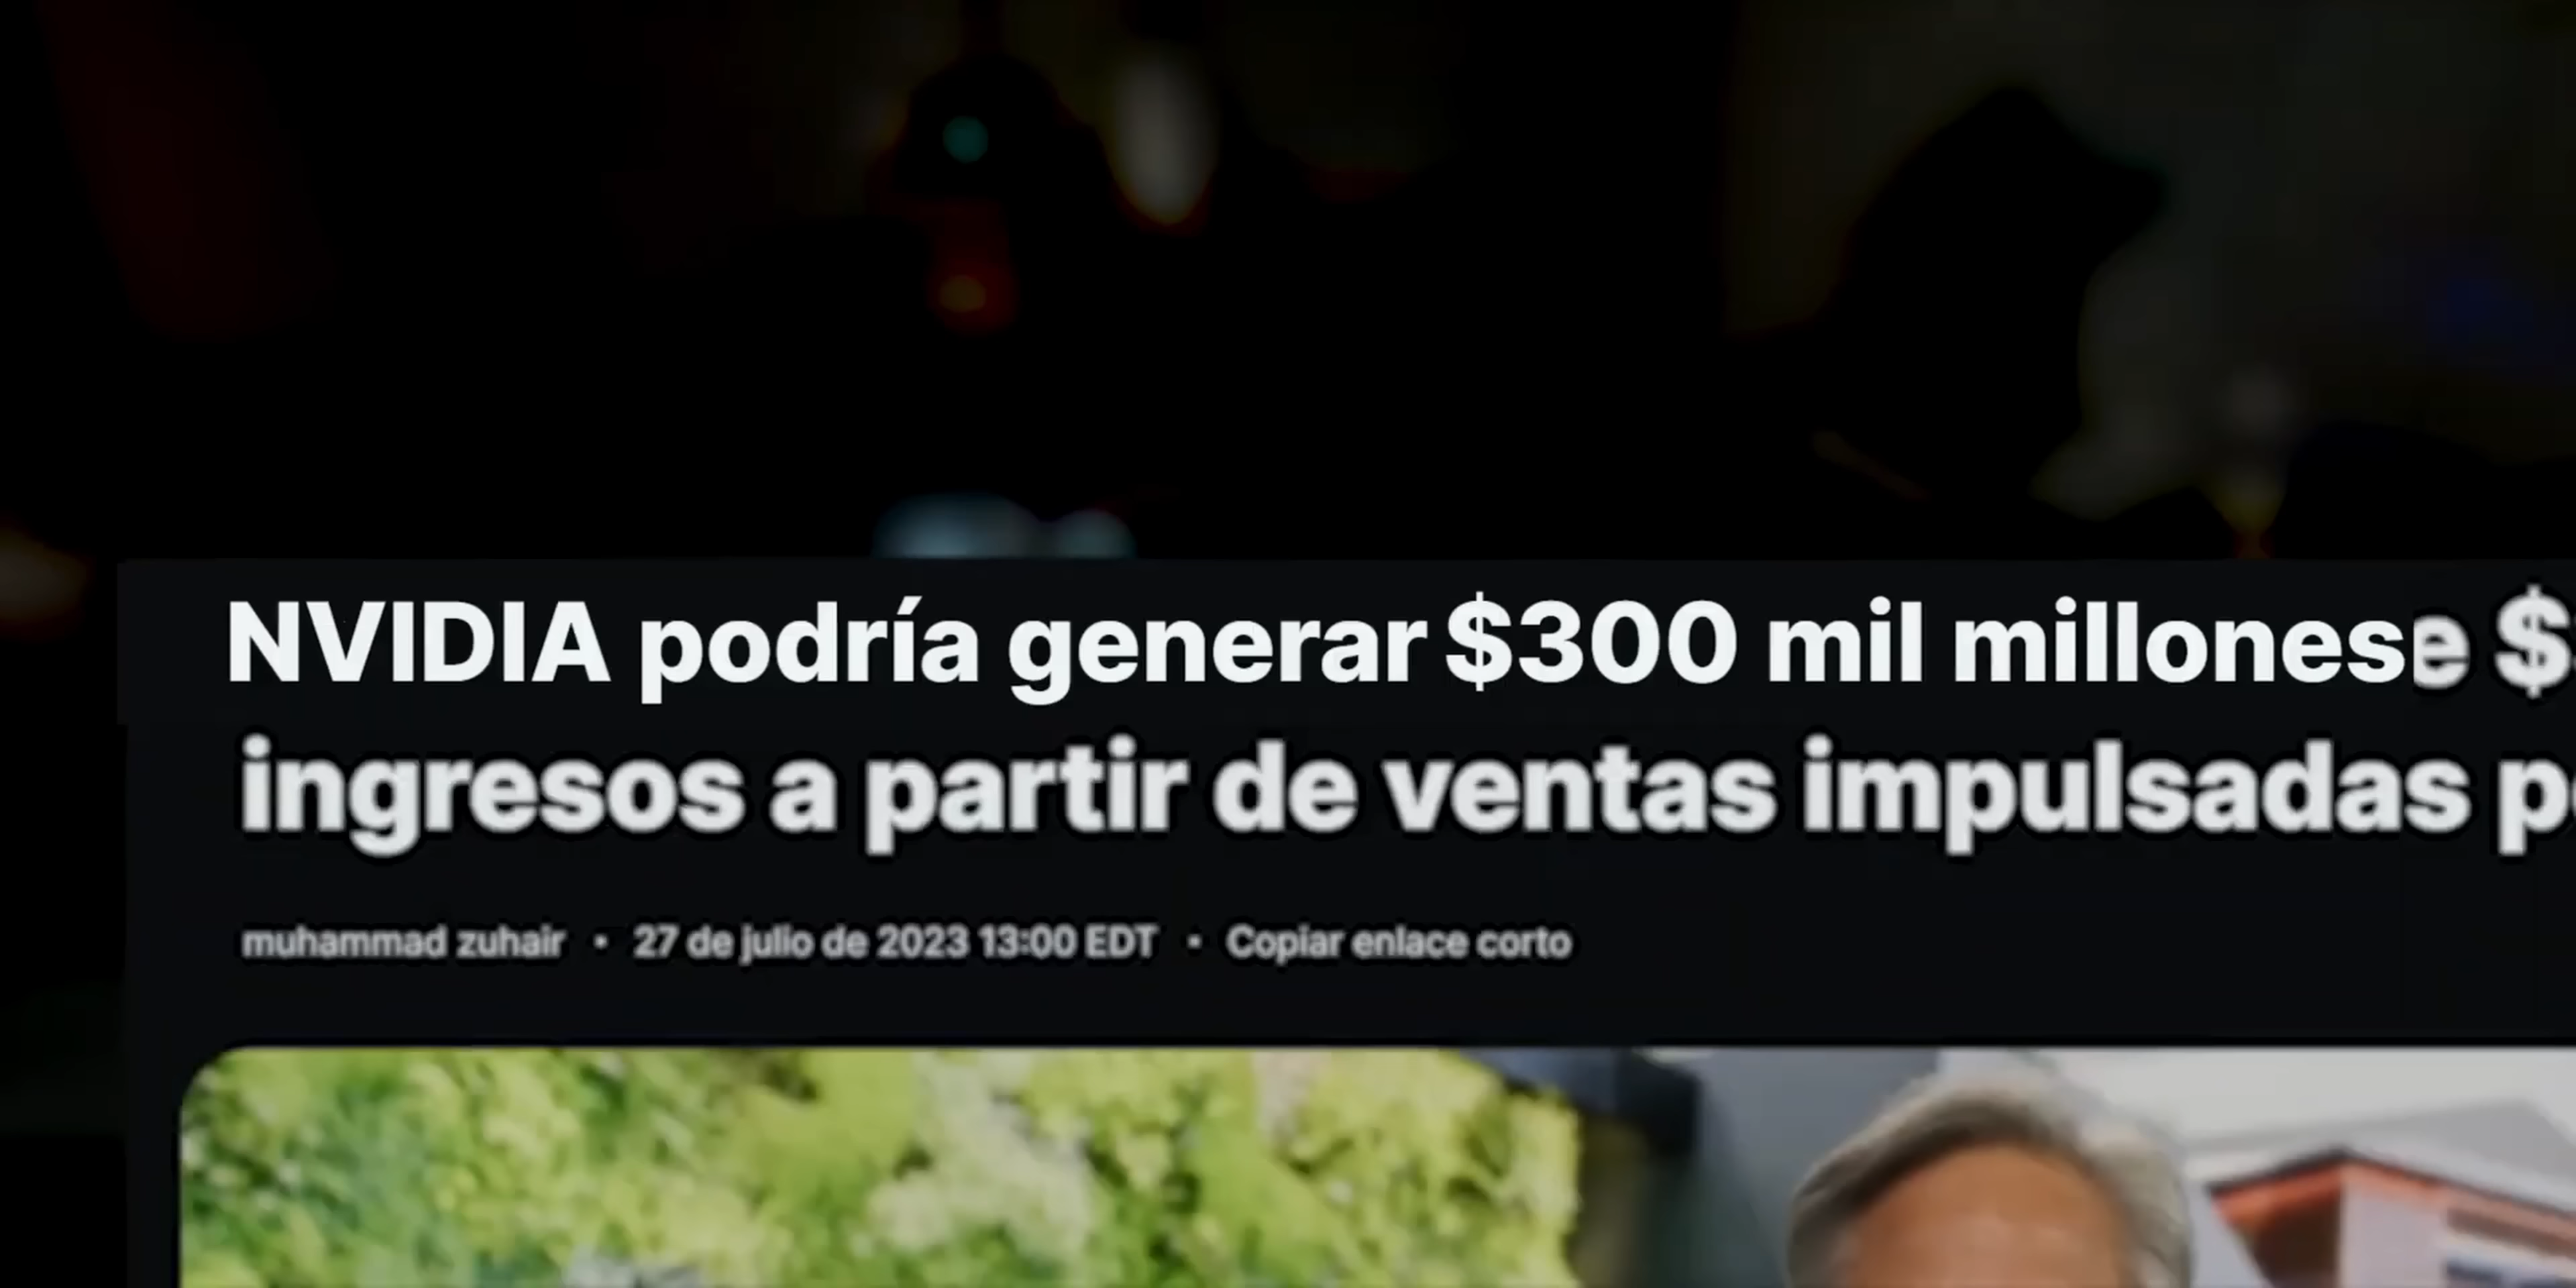 NVIDIA podría generar $300 mil millonese $
ingresos a partir de ventas impulsadas p
muhammad zuhair • 27 de julio de 2023 13:00 EDT • Copiar enlace corto